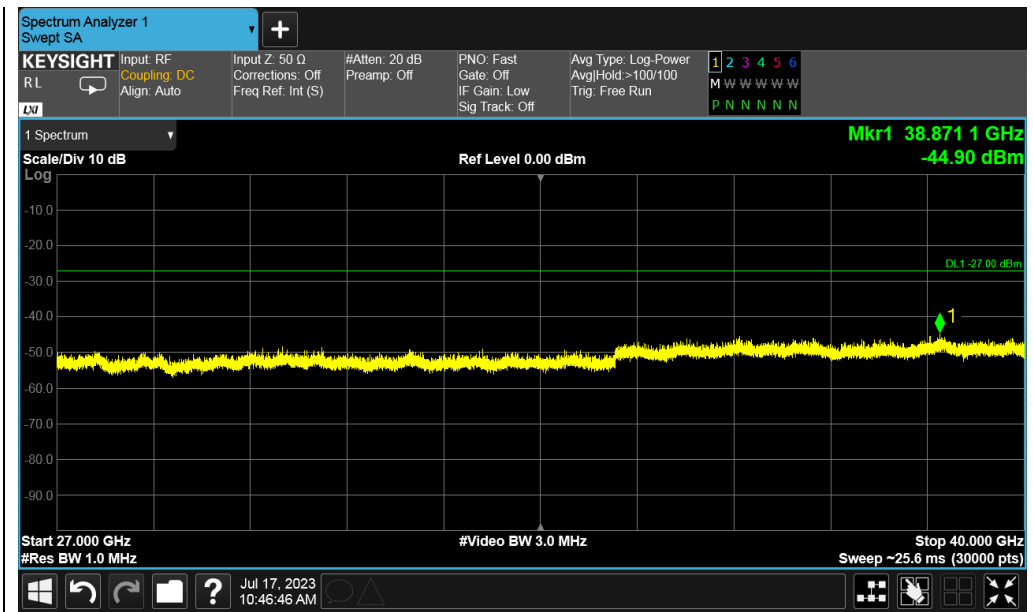 Spectrum Analyzer 1
Swept SA
+
KEYSIGHT
RL
LXI
Input: RF
Coupling: DC
Align: Auto
Input Z: 50 Ω
Corrections: Off
Freq Ref: Int (S)
#Atten: 20 dB
Preamp: Off
PNO: Fast
Gate: Off
IF Gain: Low
Sig Track: Off
Avg Type: Log-Power
Avg|Hold:>100/100
Trig: Free Run
1 2 3 4 5 6
M W W W W W
P N N N N N
1 Spectrum
Mkr1 38.871 1 GHz
Scale/Div 10 dB
Ref Level 0.00 dBm
-44.90 dBm
Log
-10.0
-20.0
DL1 -27.00 dBm
-30.0
-40.0
1
-50.0
-60.0
-70.0
-80.0
-90.0
Start 27.000 GHz
#Video BW 3.0 MHz
Stop 40.000 GHz
#Res BW 1.0 MHz
Sweep ~25.6 ms (30000 pts)
?
Jul 17, 2023
10:46:46 AM